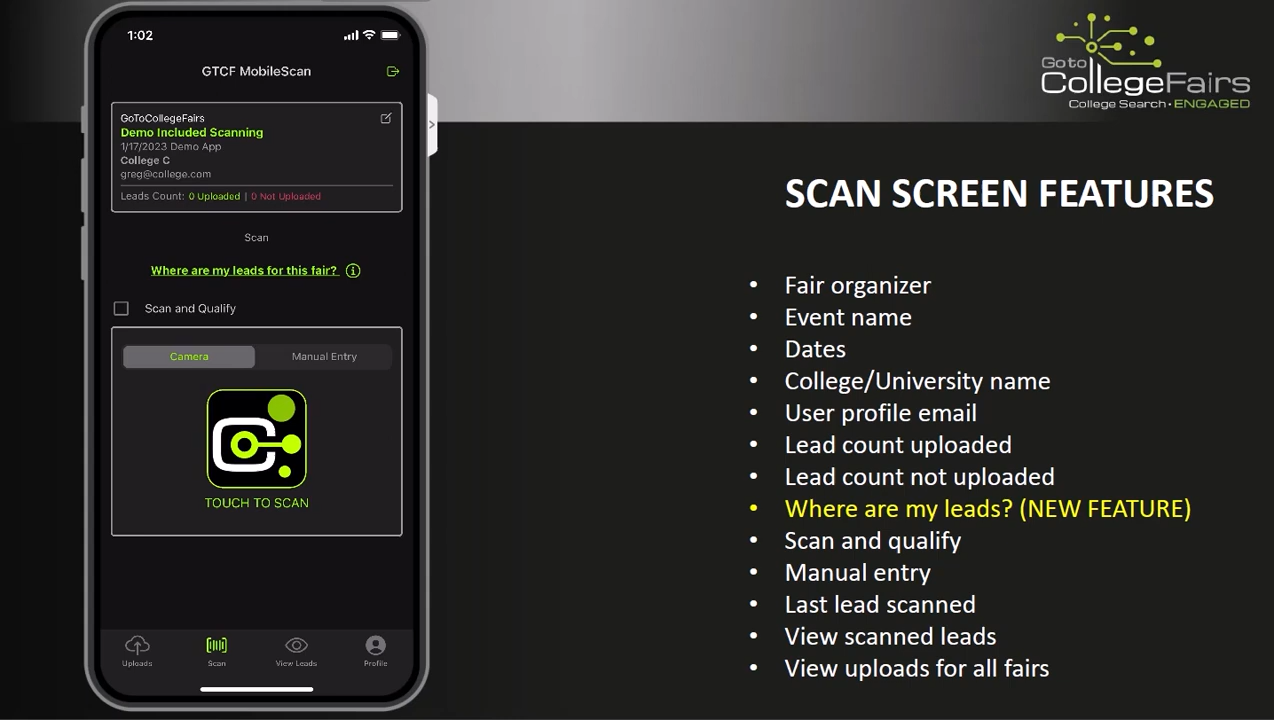 1:02
GTCF MobileScan
GoToCollegeFairs
Demo Included Scanning
1/17/2023 Demo App
College C
greg@college.com
Leads Count: 0 Uploaded | 0 Not Uploaded
Scan
Where are my leads for this fair?
Scan and Qualify
Camera Manual Entry
TOUCH TO SCAN
Uploads Scan View Leads Profile
Go to
CollegeFairs
College Search • ENGAGED
SCAN SCREEN FEATURES
• Fair organizer
• Event name
• Dates
• College/University name
• User profile email
• Lead count uploaded
• Lead count not uploaded
• Where are my leads? (NEW FEATURE)
• Scan and qualify
• Manual entry
• Last lead scanned
• View scanned leads
• View uploads for all fairs